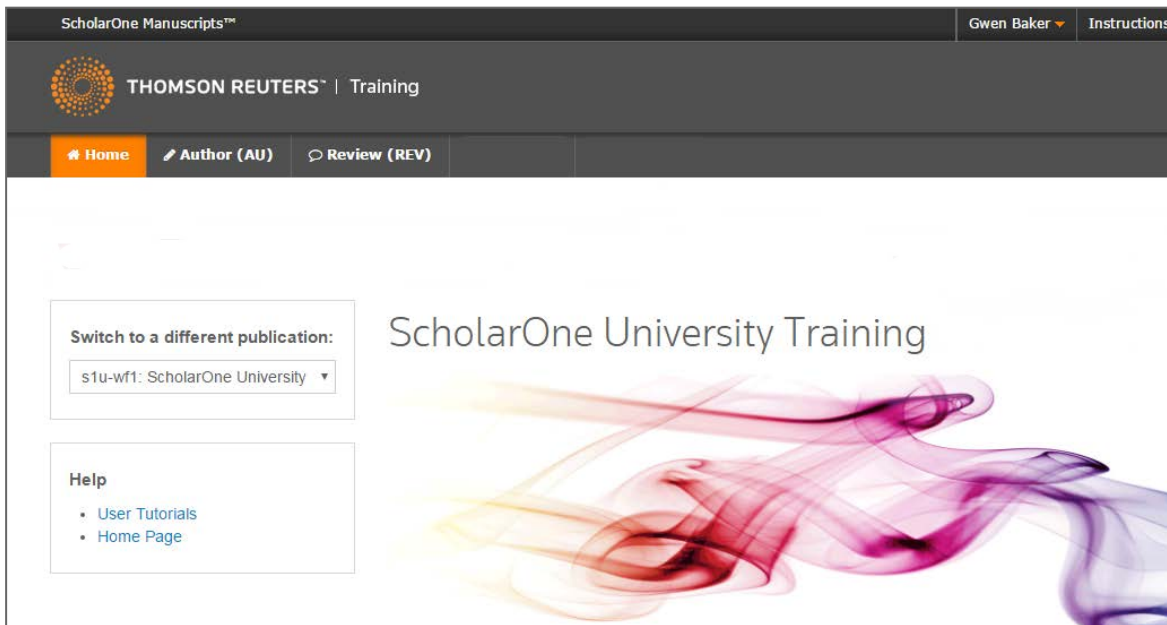 ScholarOne Manuscripts™
Gwen Baker Instructions
THOMSON REUTERS™ | Training
Home Author (AU) Review (REV)
Switch to a different publication:
s1u-wf1: ScholarOne University
ScholarOne University Training
Help
• User Tutorials
• Home Page